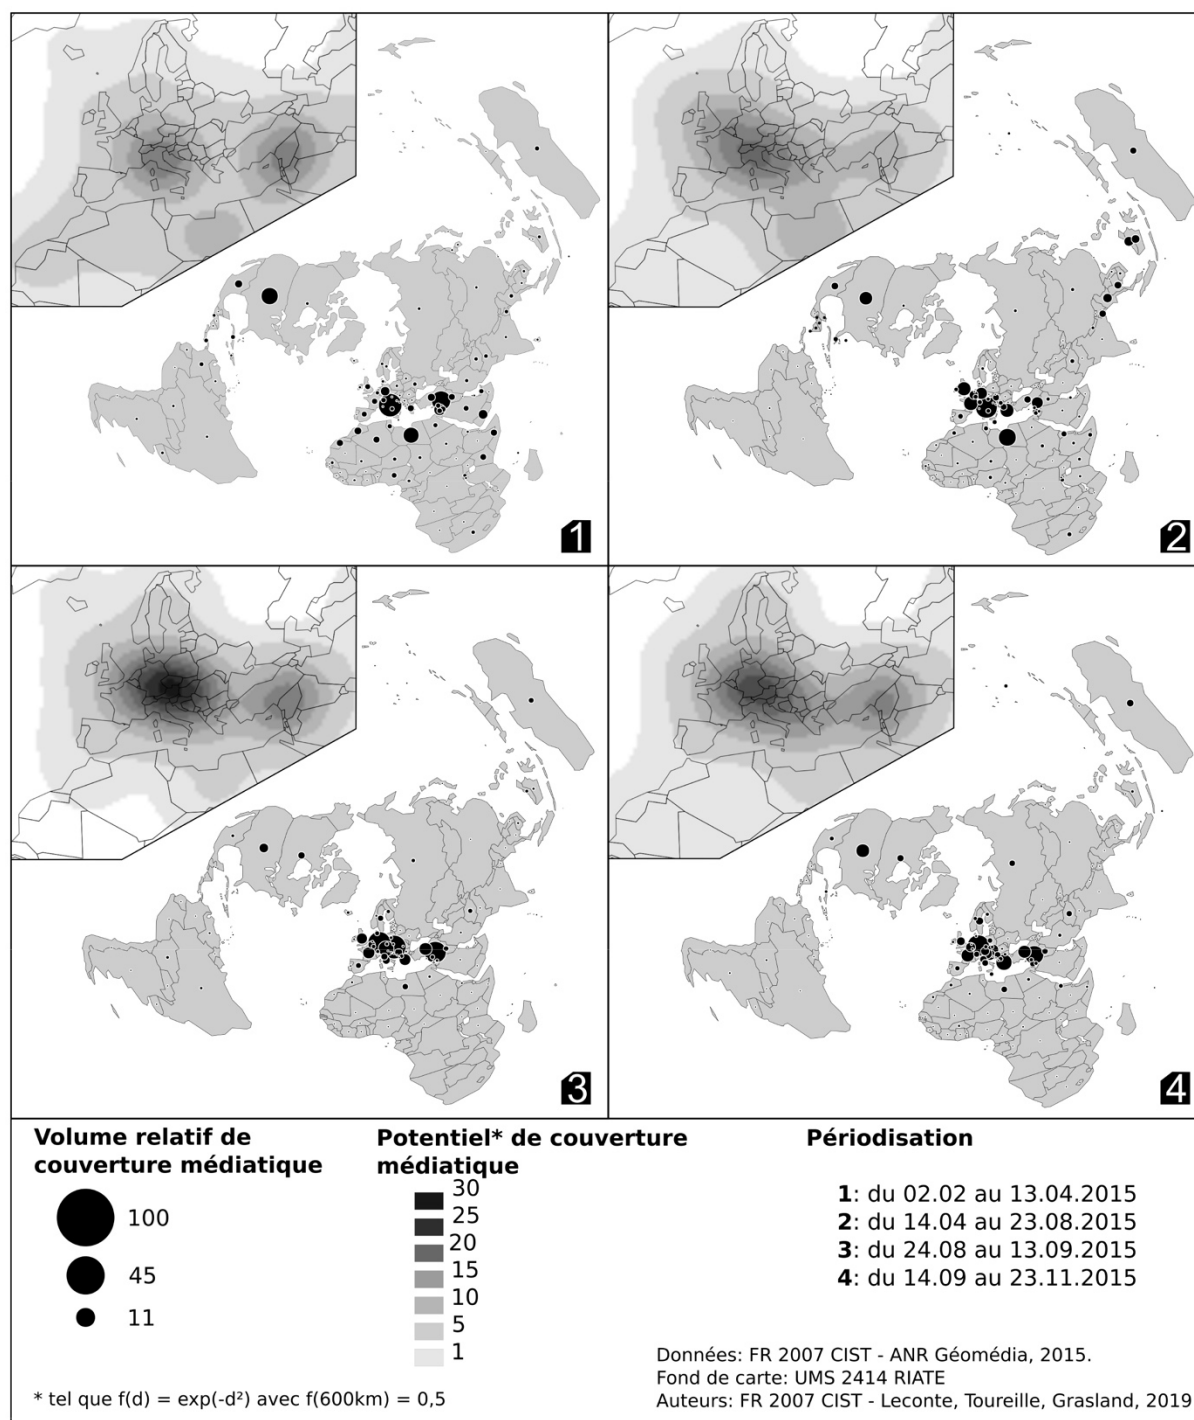 1
2
3
4
Volume relatif de
couverture médiatique
100
45
11
Potentiel* de couverture
médiatique
30
25
20
15
10
5
1
* tel que f(d) = exp(-d²) avec f(600km) = 0,5
Périodisation
1: du 02.02 au 13.04.2015
2: du 14.04 au 23.08.2015
3: du 24.08 au 13.09.2015
4: du 14.09 au 23.11.2015
Données: FR 2007 CIST - ANR Géomédia, 2015.
Fond de carte: UMS 2414 RIATE
Auteurs: FR 2007 CIST - Leconte, Toureille, Grasland, 2019